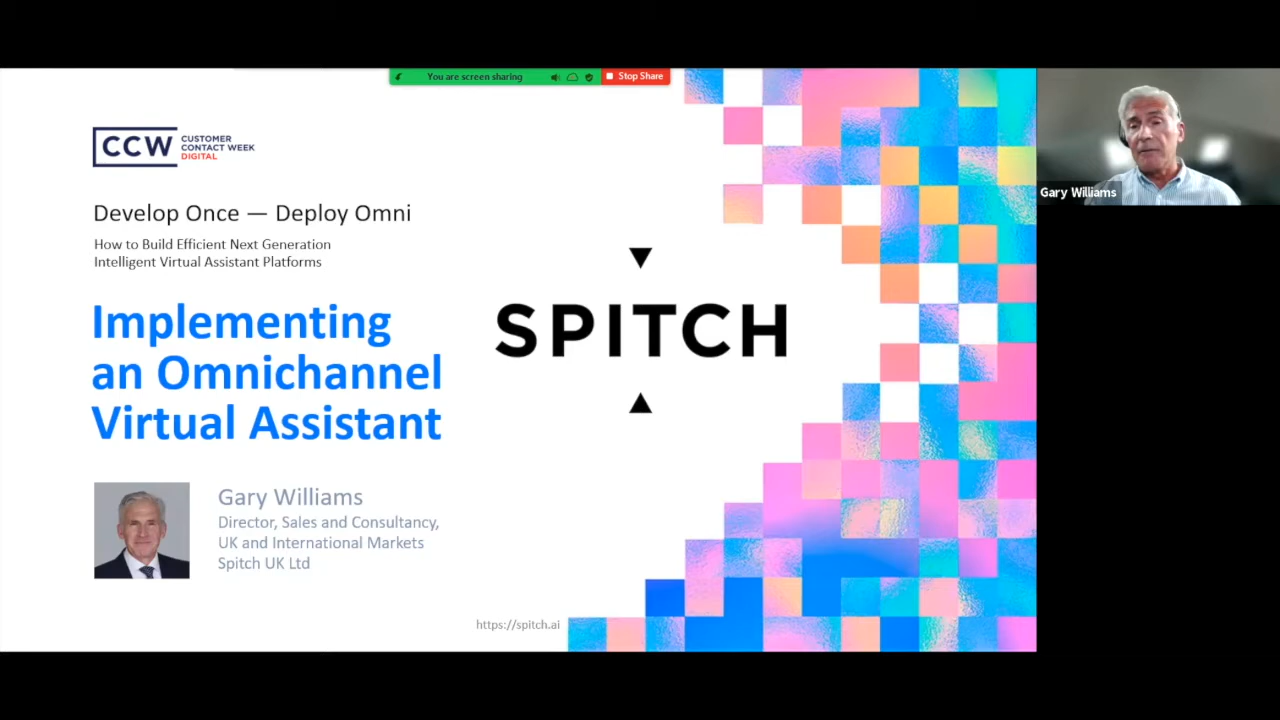 You are screen sharing
Stop Share
CCW
CUSTOMER
CONTACT WEEK
DIGITAL
Develop Once — Deploy Omni
How to Build Efficient Next Generation
Intelligent Virtual Assistant Platforms
Implementing
an Omnichannel
Virtual Assistant
SPITCH
Gary Williams
Director, Sales and Consultancy,
UK and International Markets
Spitch UK Ltd
https://spitch.ai
Gary Williams